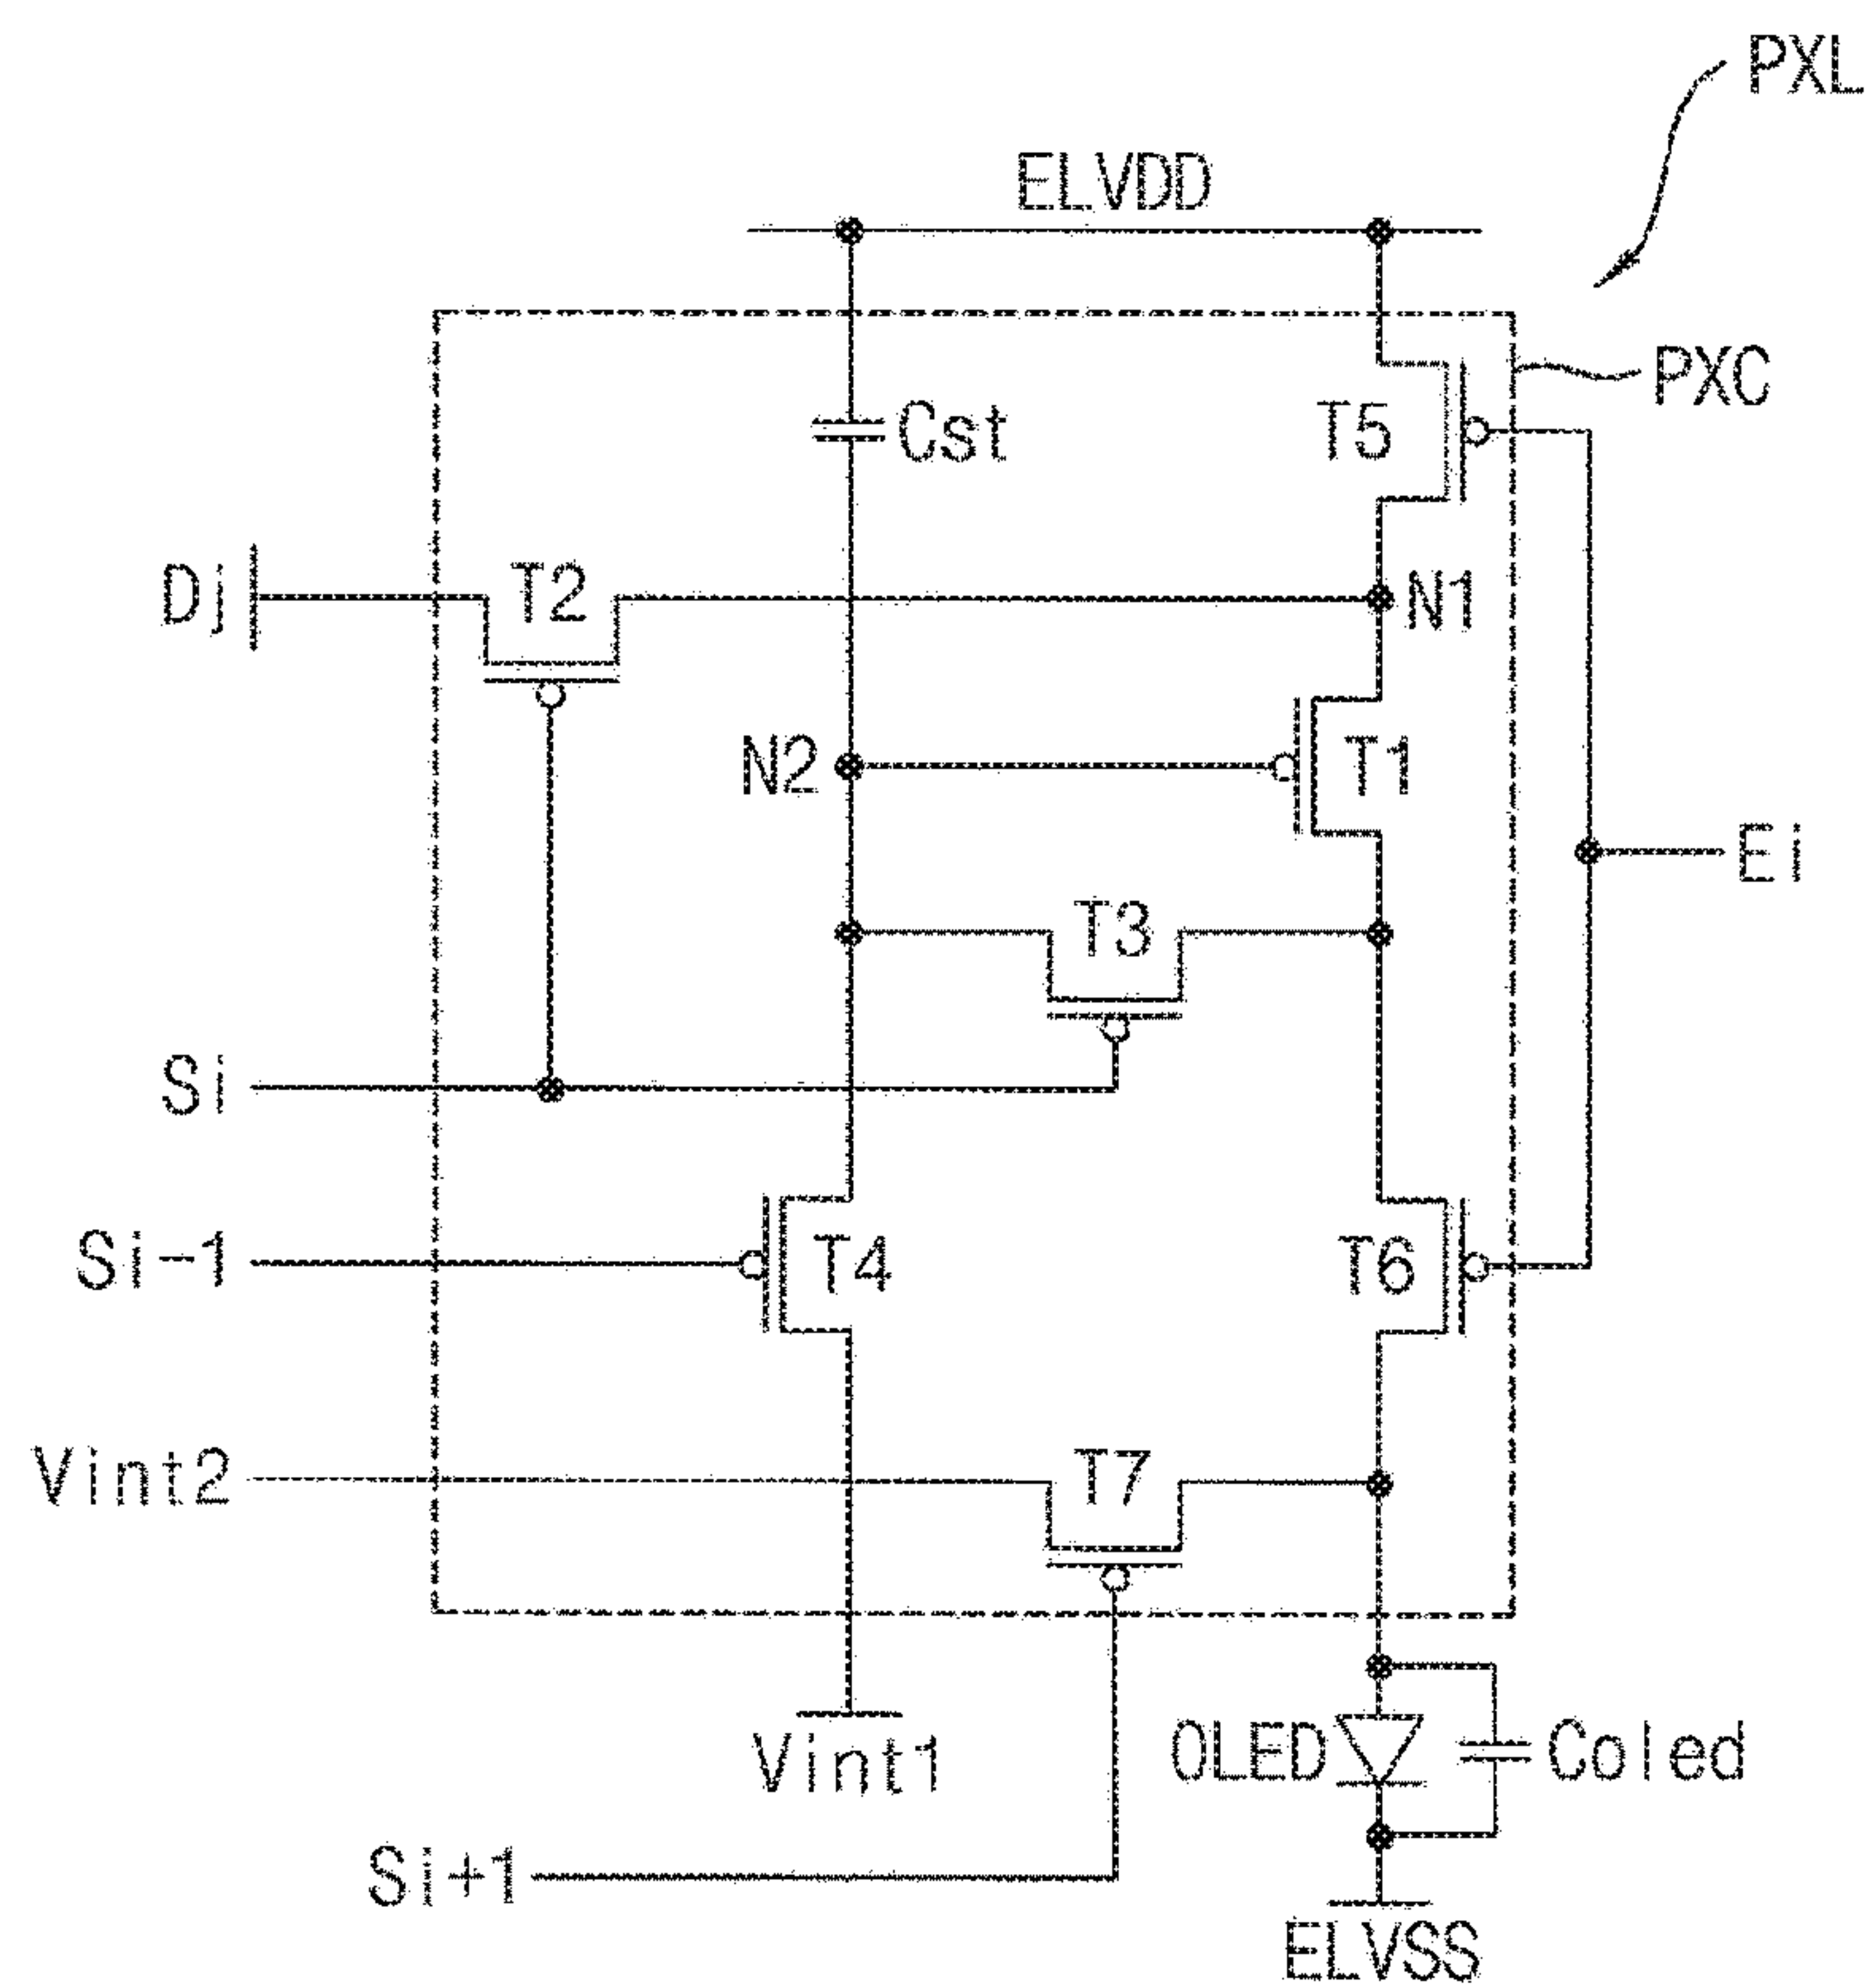 PXL
ELVDD
PXC
Cst
T5
Dj
T2
N1
N2
T1
Ei
T3
Si
Si-1
T4
T6
Vint2
T7
Vint1
OLED
Coled
Si+1
ELVSS